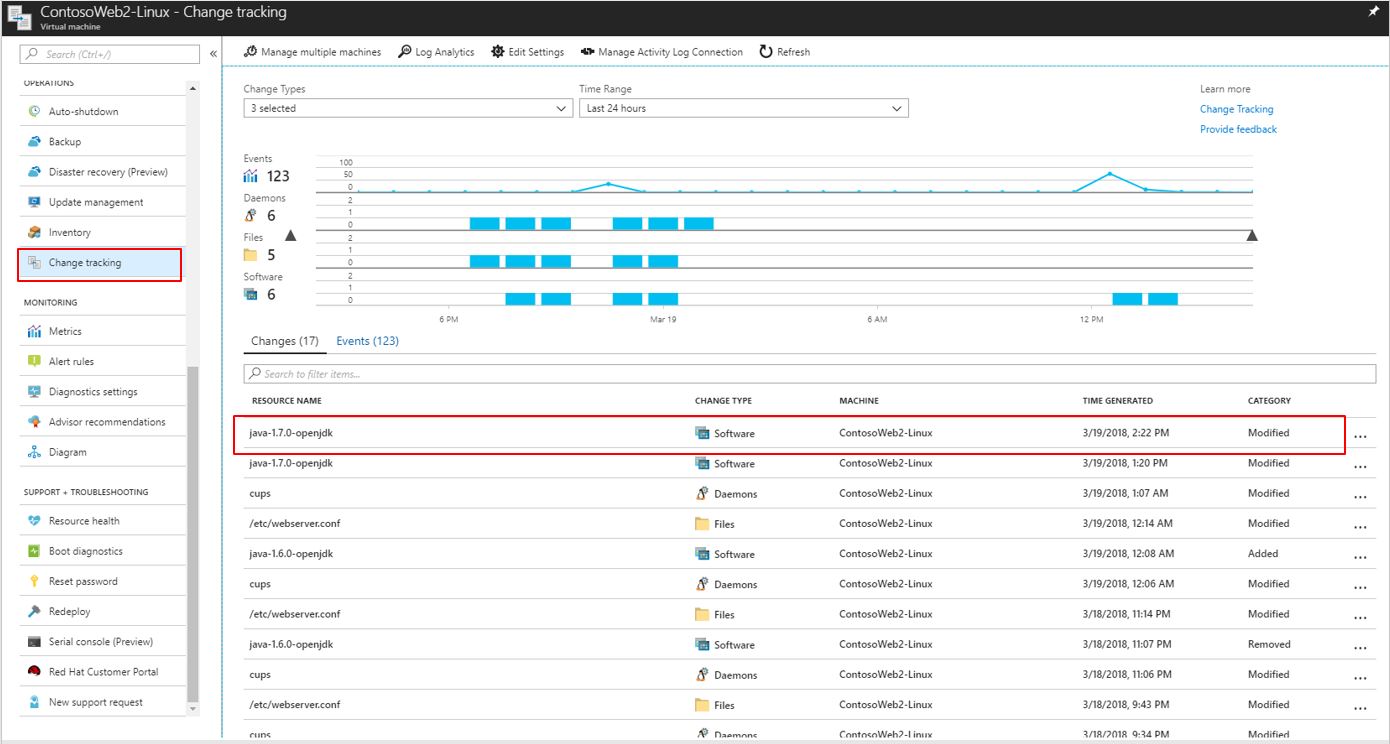 ContosoWeb2-Linux - Change tracking
Virtual machine
Search (Ctrl+/)
«
OPERATIONS
Auto-shutdown
Backup
Disaster recovery (Preview)
Update management
Inventory
Change tracking
MONITORING
Metrics
Alert rules
Diagnostics settings
Advisor recommendations
Diagram
SUPPORT + TROUBLESHOOTING
Resource health
Boot diagnostics
Reset password
Redeploy
Serial console (Preview)
Red Hat Customer Portal
New support request
Manage multiple machines Log Analytics Edit Settings Manage Activity Log Connection Refresh
Change Types Time Range
3 selected Last 24 hours
Learn more
Change Tracking
Provide feedback
Events
123
100
50
0
Daemons
6
2
1
0
Files
5
2
1
0
Software
6
2
1
0
6 PM Mar 19 6 AM 12 PM
Changes (17) Events (123)
Search to filter items...
RESOURCE NAME CHANGE TYPE MACHINE TIME GENERATED CATEGORY
java-1.7.0-openjdk Software ContosoWeb2-Linux 3/19/2018, 2:22 PM Modified ...
java-1.7.0-openjdk Software ContosoWeb2-Linux 3/19/2018, 1:20 PM Modified ...
cups Daemons ContosoWeb2-Linux 3/19/2018, 1:07 AM Modified ...
/etc/webserver.conf Files ContosoWeb2-Linux 3/19/2018, 12:14 AM Modified ...
java-1.6.0-openjdk Software ContosoWeb2-Linux 3/19/2018, 12:08 AM Added ...
cups Daemons ContosoWeb2-Linux 3/19/2018, 12:06 AM Modified ...
/etc/webserver.conf Files ContosoWeb2-Linux 3/18/2018, 11:14 PM Modified ...
java-1.6.0-openjdk Software ContosoWeb2-Linux 3/18/2018, 11:07 PM Removed ...
cups Daemons ContosoWeb2-Linux 3/18/2018, 11:06 PM Modified ...
/etc/webserver.conf Files ContosoWeb2-Linux 3/18/2018, 9:43 PM Modified ...
cups Daemons ContosoWeb2-Linux 3/18/2018, 9:34 PM Modified ...